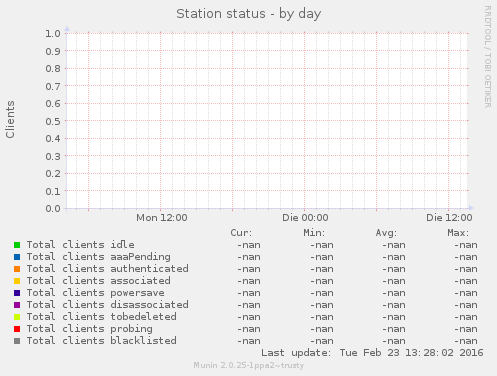 Station status - by day
RRDTOOL / TOBI OETIKER
Clients
1.0
0.9
0.8
0.7
0.6
0.5
0.4
0.3
0.2
0.1
0.0
Mon 12:00 Die 00:00 Die 12:00
Cur: Min: Avg: Max:
Total clients idle -nan -nan -nan -nan
Total clients aaaPending -nan -nan -nan -nan
Total clients authenticated -nan -nan -nan -nan
Total clients associated -nan -nan -nan -nan
Total clients powersave -nan -nan -nan -nan
Total clients disassociated -nan -nan -nan -nan
Total clients tobedeleted -nan -nan -nan -nan
Total clients probing -nan -nan -nan -nan
Total clients blacklisted -nan -nan -nan -nan
Last update: Tue Feb 23 13:28:02 2016
Munin 2.0.25-1ppa2~trusty